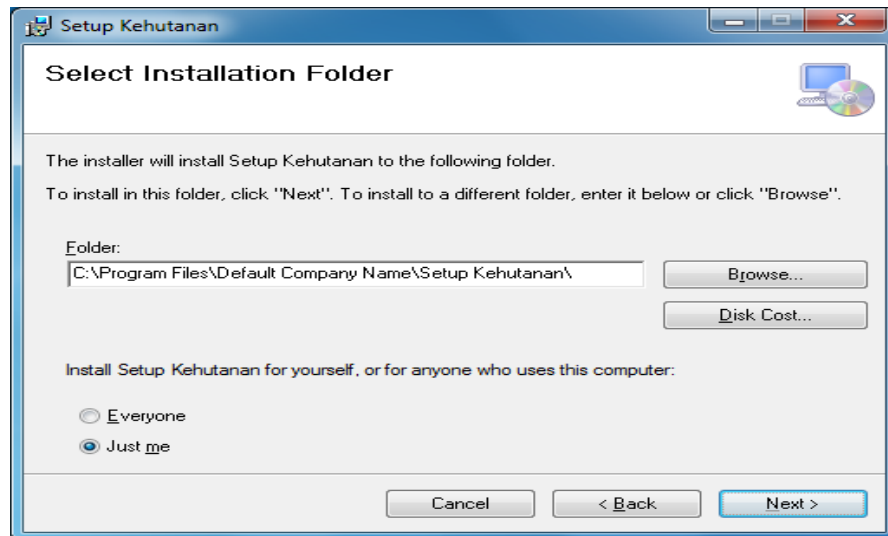 Setup Kehutanan
Select Installation Folder
The installer will install Setup Kehutanan to the following folder.
To install in this folder, click "Next". To install to a different folder, enter it below or click "Browse".
Folder:
C:\Program Files\Default Company Name\Setup Kehutanan\
Browse...
Disk Cost...
Install Setup Kehutanan for yourself, or for anyone who uses this computer:
Everyone
Just me
Cancel
< Back
Next >